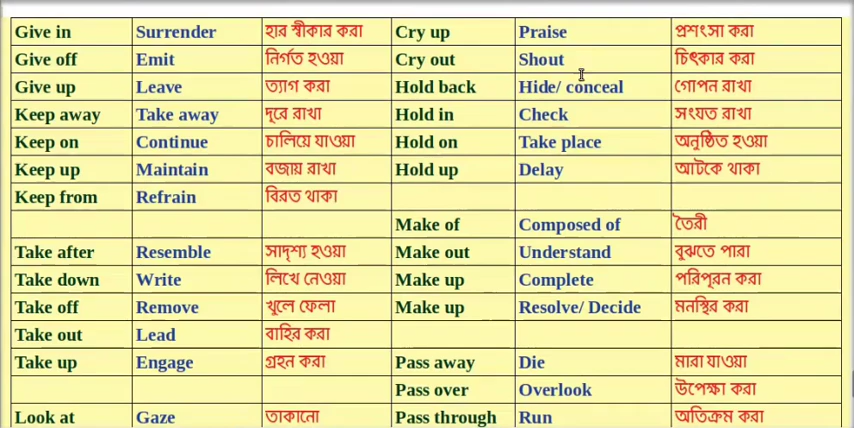 Give in Surrender হার স্বীকার করা Cry up Praise প্রশংসা করা
Give off Emit নির্গত হওয়া Cry out Shout চিৎকার করা
Give up Leave ত্যাগ করা Hold back Hide/ conceal গোপন রাখা
Keep away Take away দূরে রাখা Hold in Check সংযত রাখা
Keep on Continue চালিয়ে যাওয়া Hold on Take place অনুষ্ঠিত হওয়া
Keep up Maintain বজায় রাখা Hold up Delay আটকে থাকা
Keep from Refrain বিরত থাকা
Make of Composed of তৈরী
Take after Resemble সাদৃশ্য হওয়া Make out Understand বুঝতে পারা
Take down Write লিখে নেওয়া Make up Complete পরিপূরন করা
Take off Remove খুলে ফেলা Make up Resolve/ Decide মনস্থির করা
Take out Lead বাহির করা
Take up Engage গ্রহন করা Pass away Die মারা যাওয়া
Pass over Overlook উপেক্ষা করা
Look at Gaze তাকানো Pass through Run অতিক্রম করা